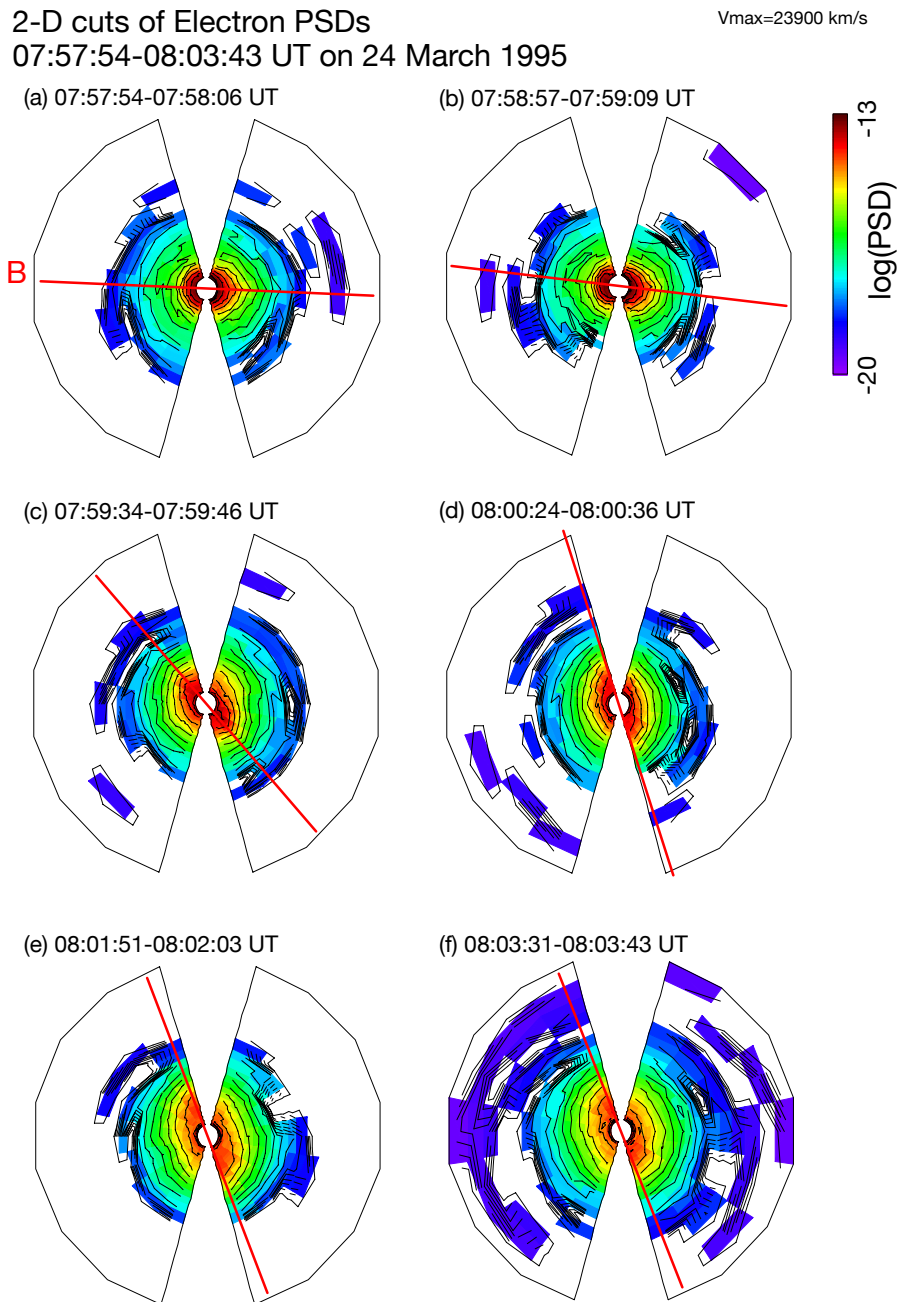 2-D cuts of Electron PSDs
Vmax=23900 km/s
07:57:54-08:03:43 UT on 24 March 1995
(a) 07:57:54-07:58:06 UT
(b) 07:58:57-07:59:09 UT
B
-13
log(PSD)
-20
(c) 07:59:34-07:59:46 UT
(d) 08:00:24-08:00:36 UT
(e) 08:01:51-08:02:03 UT
(f) 08:03:31-08:03:43 UT